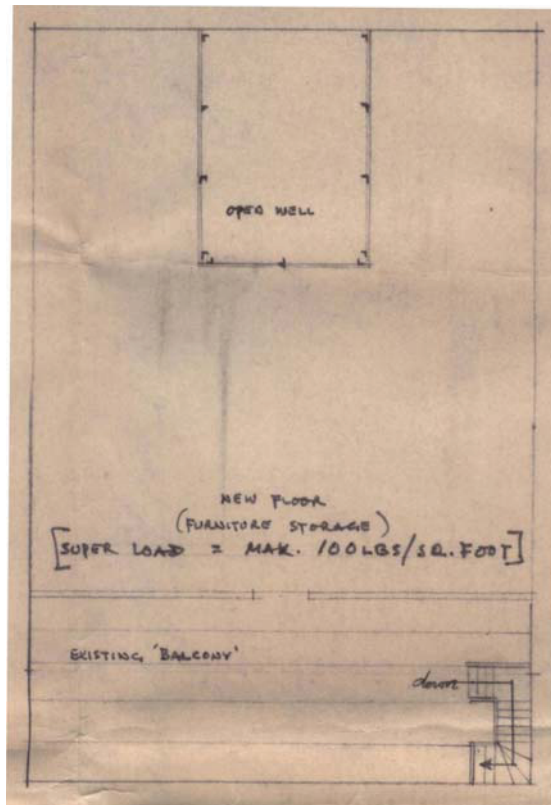 OPEN WELL
NEW FLOOR
(FURNITURE STORAGE)
[SUPER LOAD = MAX. 100LBS/SQ.FOOT]
EXISTING 'BALCONY'
down